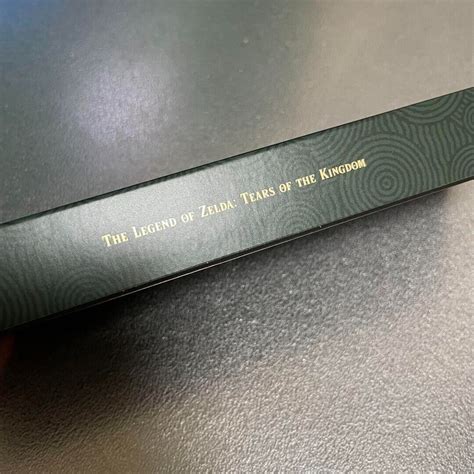 The Legend of Zelda: Tears of the Kingdom